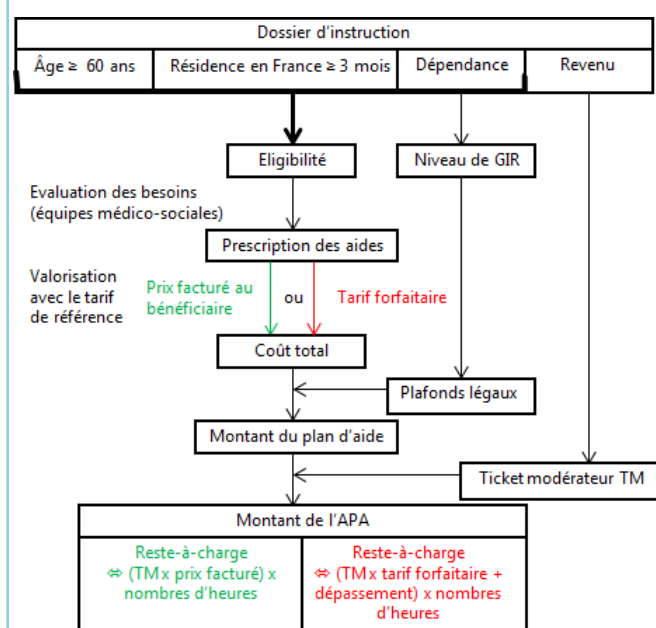 Dossier d'instruction
Âge ≥ 60 ans
Résidence en France ≥ 3 mois
Dépendance
Revenu
Eligibilité
Niveau de GIR
Evaluation des besoins
(équipes médico-sociales)
Prescription des aides
Valorisation
avec le tarif
de référence
Prix facturé au
bénéficiaire
ou
Tarif forfaitaire
Coût total
Plafonds légaux
Montant du plan d'aide
Ticket modérateur TM
Montant de l'APA
Reste-à-charge
⇔ (TM x prix facturé) x
nombres d'heures
Reste-à-charge
⇔ (TM x tarif forfaitaire +
dépassement) x nombres
d'heures